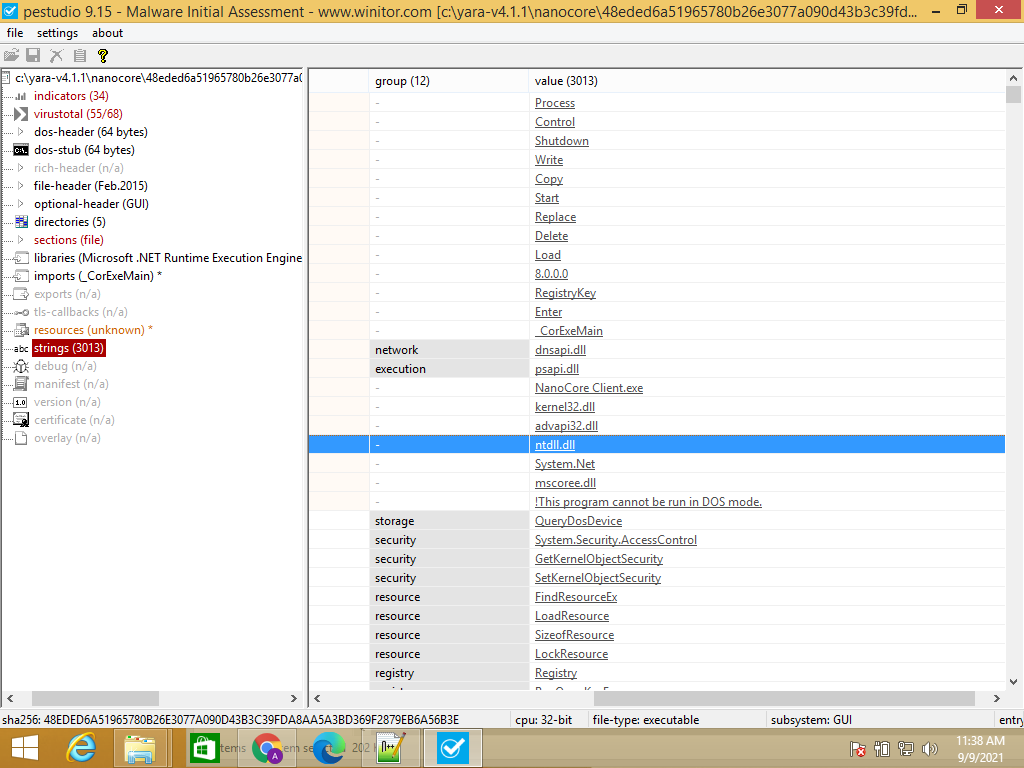 pestudio 9.15 - Malware Initial Assessment - www.winitor.com [c:\yara-v4.1.1\nanocore\48eded6a51965780b26e3077a090d43b3c39fd...
file settings about
c:\yara-v4.1.1\nanocore\48eded6a51965780b26e3077a0
indicators (34)
virustotal (55/68)
dos-header (64 bytes)
dos-stub (64 bytes)
rich-header (n/a)
file-header (Feb.2015)
optional-header (GUI)
directories (5)
sections (file)
libraries (Microsoft .NET Runtime Execution Engine
imports (_CorExeMain) *
exports (n/a)
tls-callbacks (n/a)
resources (unknown) *
abc strings (3013)
debug (n/a)
manifest (n/a)
1.0 version (n/a)
certificate (n/a)
overlay (n/a)
group (12) value (3013)
- Process
- Control
- Shutdown
- Write
- Copy
- Start
- Replace
- Delete
- Load
- 8.0.0.0
- RegistryKey
- Enter
- _CorExeMain
network dnsapi.dll
execution psapi.dll
- NanoCore Client.exe
- kernel32.dll
- advapi32.dll
- ntdll.dll
- System.Net
- mscoree.dll
- !This program cannot be run in DOS mode.
storage QueryDosDevice
security System.Security.AccessControl
security GetKernelObjectSecurity
security SetKernelObjectSecurity
resource FindResourceEx
resource LoadResource
resource SizeofResource
resource LockResource
registry Registry
sha256: 48EDED6A51965780B26E3077A090D43B3C39FDA8AA5A3BD369F2879EB6A56B3E cpu: 32-bit file-type: executable subsystem: GUI entry
tems 202
11:38 AM
9/9/2021